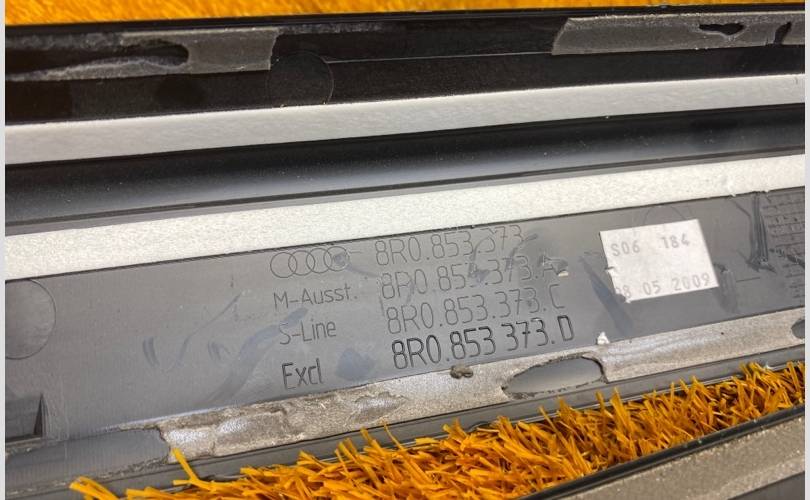 8R0.853.373
M-Ausst. 8R0.853.373.A
S-Line 8R0.853.373.C
Excl 8R0.853 373.D
S06 184
08 05 2009